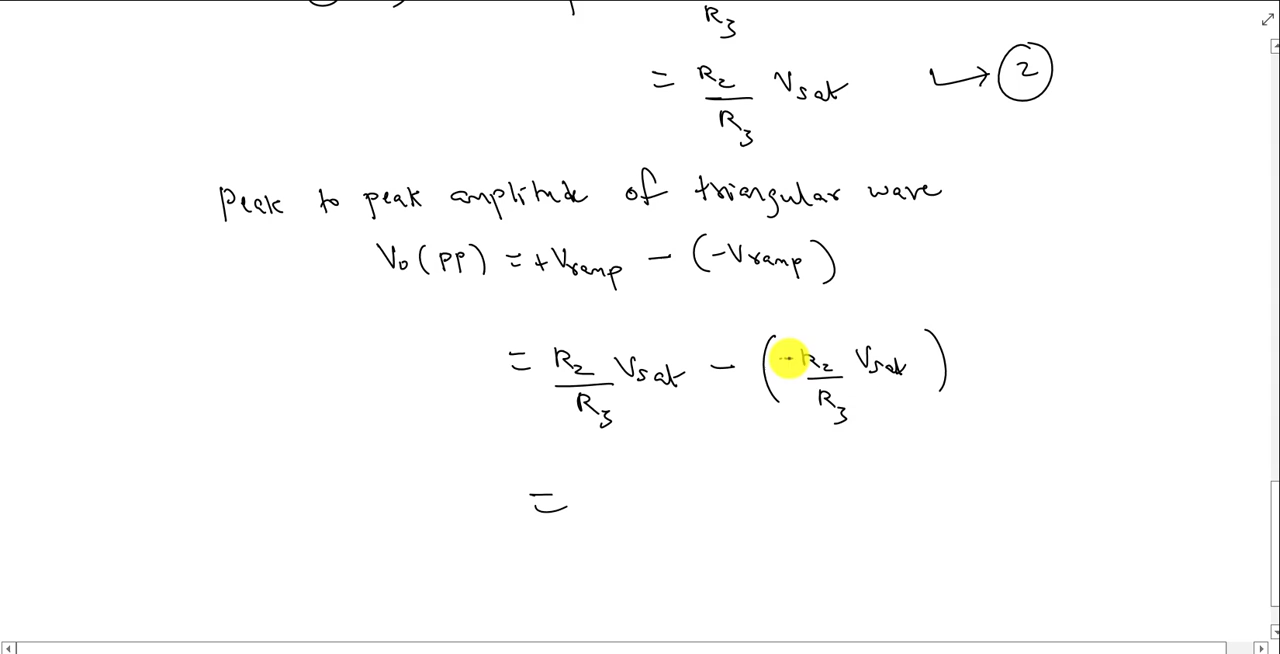 R3
= R2/R3 Vsat → 2
Peak to peak amplitude of triangular wave
Vo(PP) = +Vramp - (-Vramp)
= R2/R3 Vsat - (-R2/R3 Vsat)
=